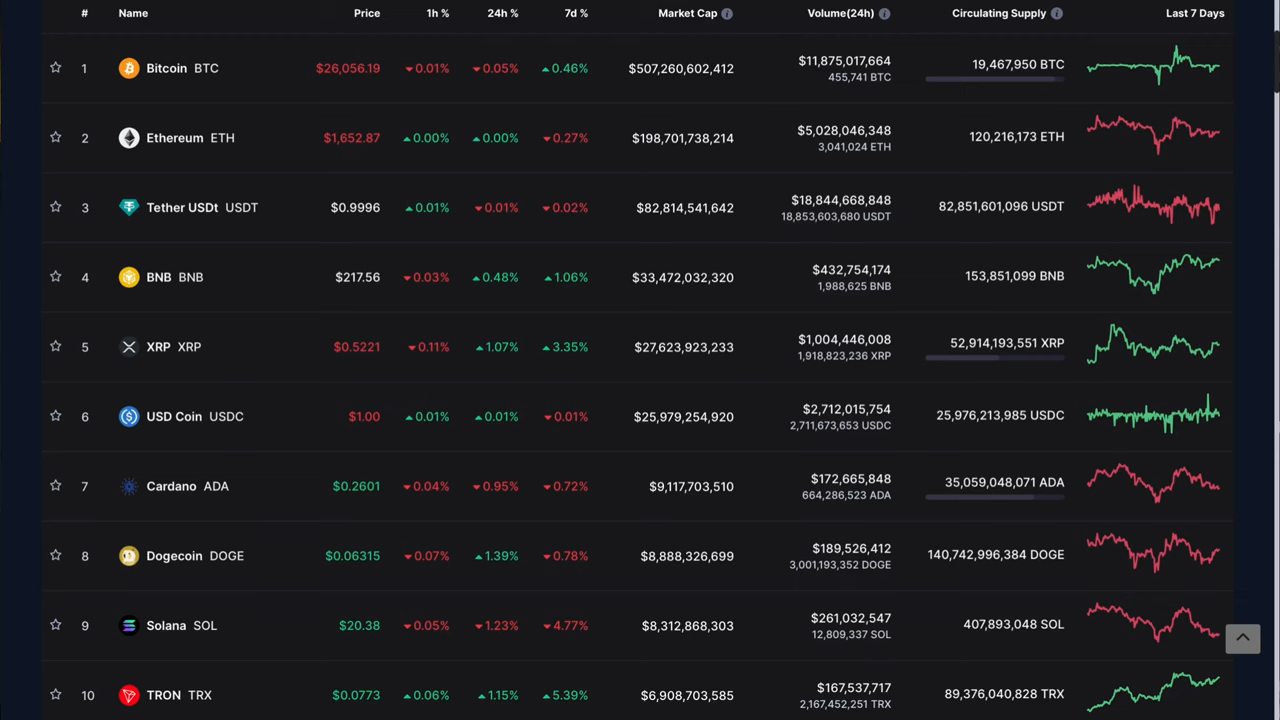 # Name Price 1h % 24h % 7d % Market Cap Volume(24h) Circulating Supply Last 7 Days
1 Bitcoin BTC $26,056.19 0.01% 0.05% 0.46% $507,260,602,412 $11,875,017,664 19,467,950 BTC
455,741 BTC
2 Ethereum ETH $1,652.87 0.00% 0.00% 0.27% $198,701,738,214 $5,028,046,348 120,216,173 ETH
3,041,024 ETH
3 Tether USDt USDT $0.9996 0.01% 0.01% 0.02% $82,814,541,642 $18,844,668,848 82,851,601,096 USDT
18,853,603,680 USDT
4 BNB BNB $217.56 0.03% 0.48% 1.06% $33,472,032,320 $432,754,174 153,851,099 BNB
1,988,625 BNB
5 XRP XRP $0.5221 0.11% 1.07% 3.35% $27,623,923,233 $1,004,446,008 52,914,193,551 XRP
1,918,823,236 XRP
6 USD Coin USDC $1.00 0.01% 0.01% 0.01% $25,979,254,920 $2,712,015,754 25,976,213,985 USDC
2,711,673,653 USDC
7 Cardano ADA $0.2601 0.04% 0.95% 0.72% $9,117,703,510 $172,665,848 35,059,048,071 ADA
664,286,523 ADA
8 Dogecoin DOGE $0.06315 0.07% 1.39% 0.78% $8,888,326,699 $189,526,412 140,742,996,384 DOGE
3,001,193,352 DOGE
9 Solana SOL $20.38 0.05% 1.23% 4.77% $8,312,868,303 $261,032,547 407,893,048 SOL
12,809,337 SOL
10 TRON TRX $0.0773 0.06% 1.15% 5.39% $6,908,703,585 $167,537,717 89,376,040,828 TRX
2,167,452,251 TRX